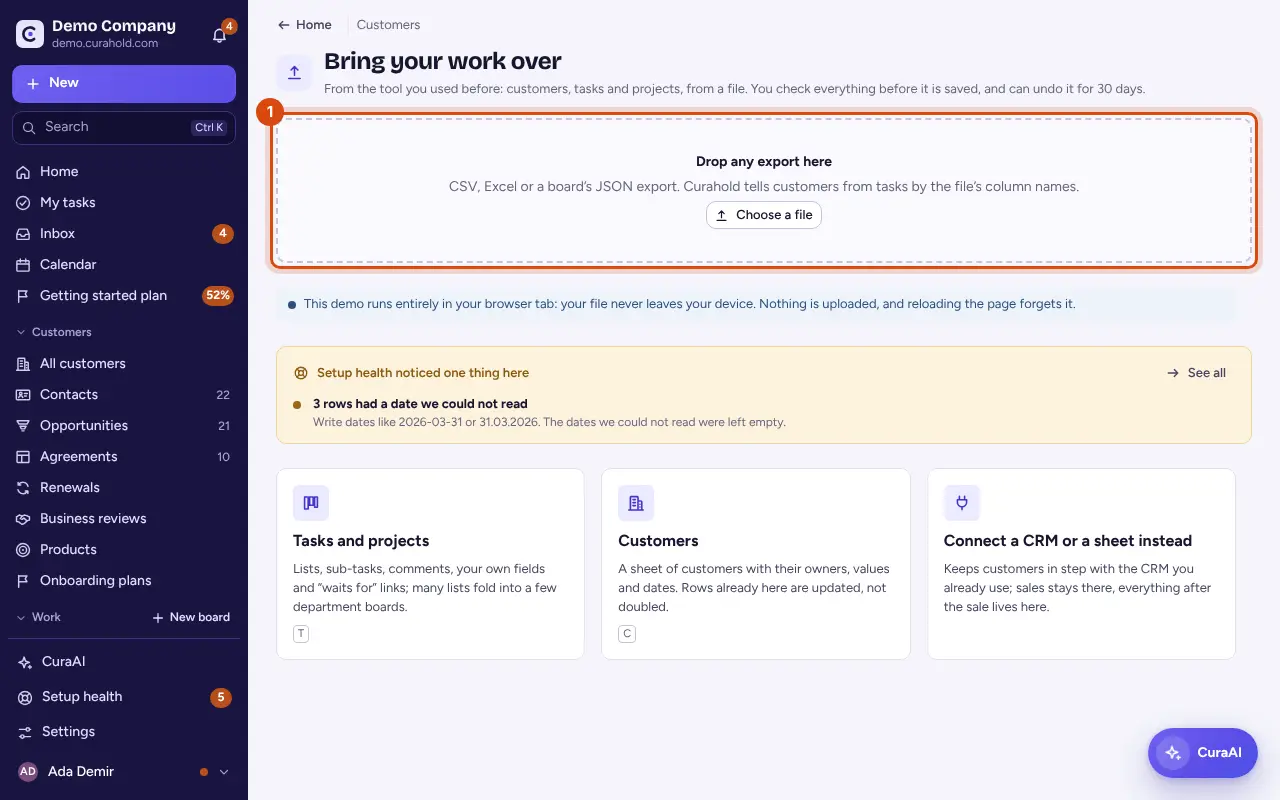 Demo Company
demo.curahold.com
4
New
Search
Ctrl K
Home
My tasks
Inbox
4
Calendar
Getting started plan
52%
Customers
All customers
Contacts
22
Opportunities
21
Agreements
10
Renewals
Business reviews
Products
Onboarding plans
Work
New board
CuraAI
Setup health
5
Settings
AD
Ada Demir
Home
Customers
Bring your work over
From the tool you used before: customers, tasks and projects, from a file. You check everything before it is saved, and can undo it for 30 days.
1
Drop any export here
CSV, Excel or a board’s JSON export. Curahold tells customers from tasks by the file’s column names.
Choose a file
This demo runs entirely in your browser tab: your file never leaves your device. Nothing is uploaded, and reloading the page forgets it.
Setup health noticed one thing here
See all
3 rows had a date we could not read
Write dates like 2026-03-31 or 31.03.2026. The dates we could not read were left empty.
Tasks and projects
Lists, sub-tasks, comments, your own fields
and “waits for” links; many lists fold into a few
department boards.
T
Customers
A sheet of customers with their owners, values
and dates. Rows already here are updated, not
doubled.
C
Connect a CRM or a sheet instead
Keeps customers in step with the CRM you
already use; sales stays there, everything after
the sale lives here.
CuraAI